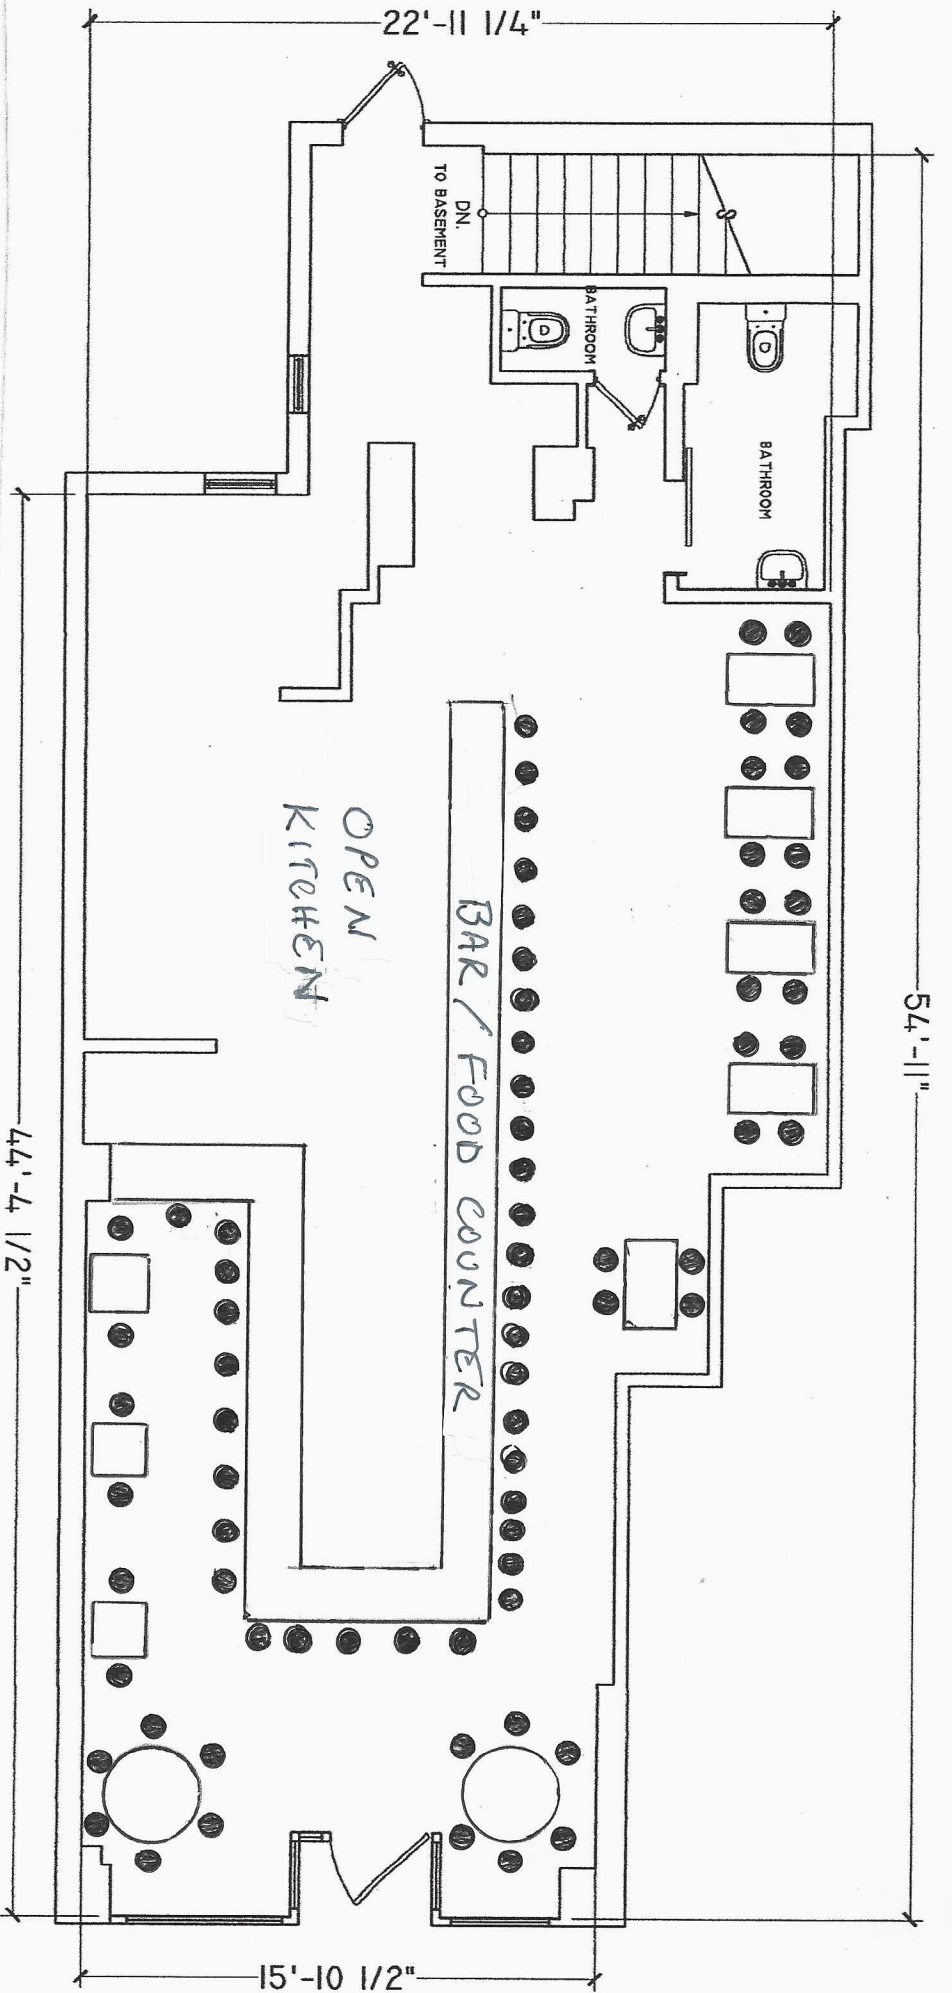 22'-11 1/4"
DN.
TO BASEMENT
BATHROOM
BATHROOM
54'-11"
OPEN
KITCHEN
BAR / FOOD COUNTER
44'-4 1/2"
15'-10 1/2"